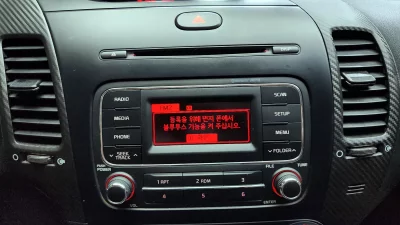 RADIO
MEDIA
PHONE
SEEK
TRACK
SCAN
SETUP
MENU
FOLDER
등록을 위해 먼저 폰에서
블루투스 기능을 켜 주십시오.
POWER
PUSH
VOL
FILE
TUNE
ENTER
1 RPT
2 RDM
3
4
5
6